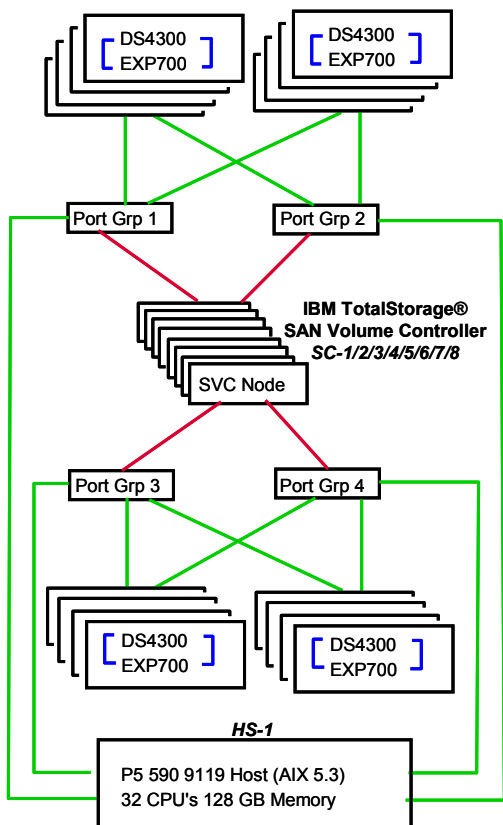 DS4300
EXP700
DS4300
EXP700
Port Grp 1
Port Grp 2
IBM TotalStorage®
SAN Volume Controller
SC-1/2/3/4/5/6/7/8
SVC Node
Port Grp 3
Port Grp 4
DS4300
EXP700
DS4300
EXP700
HS-1
P5 590 9119 Host (AIX 5.3)
32 CPU's 128 GB Memory